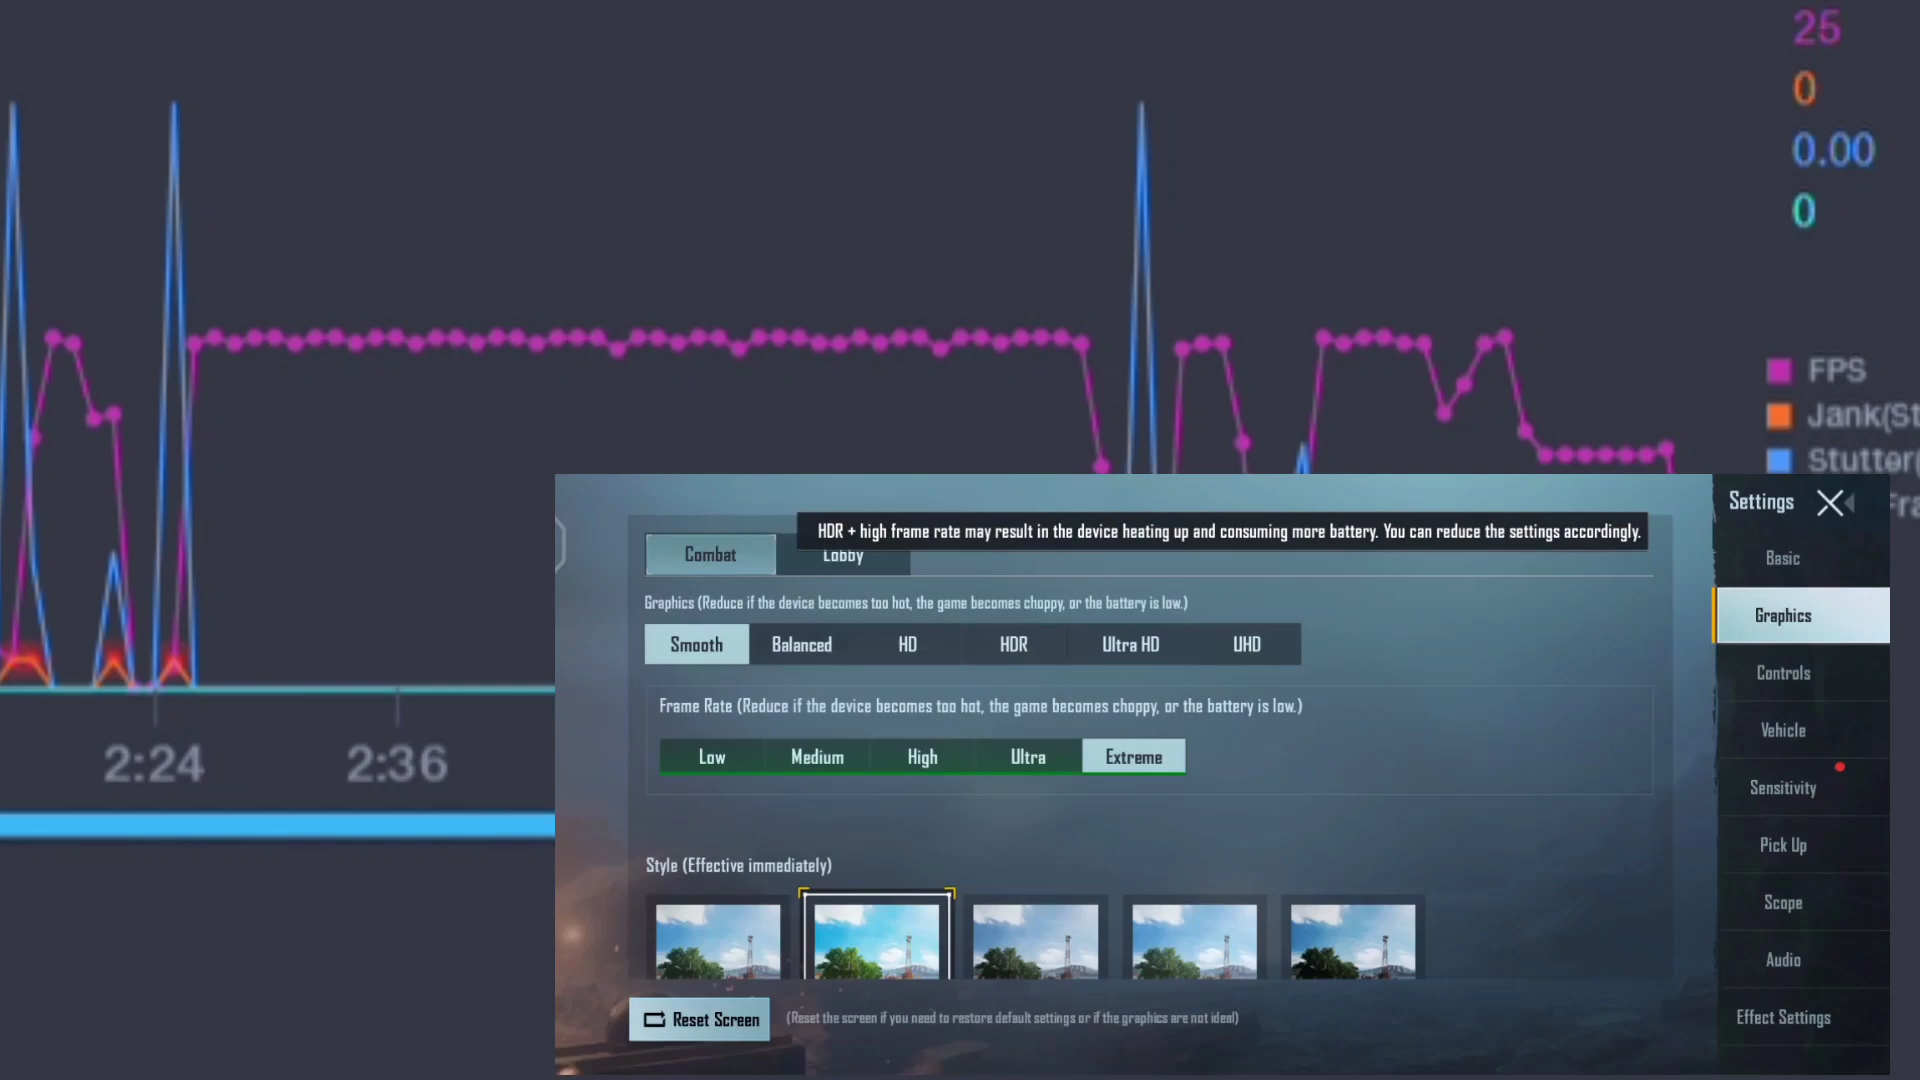 25
0
0.00
0
FPS
Jank(St
Stutter(
Fra
2:24
2:36
Settings
HDR + high frame rate may result in the device heating up and consuming more battery. You can reduce the settings accordingly.
Combat
Lobby
Basic
Graphics (Reduce if the device becomes too hot, the game becomes choppy, or the battery is low.)
Graphics
Smooth Balanced HD HDR Ultra HD UHD
Controls
Frame Rate (Reduce if the device becomes too hot, the game becomes choppy, or the battery is low.)
Vehicle
Low Medium High Ultra Extreme
Sensitivity
Pick Up
Style (Effective immediately)
Scope
Audio
Reset Screen
(Reset the screen if you need to restore default settings or if the graphics are not ideal)
Effect Settings